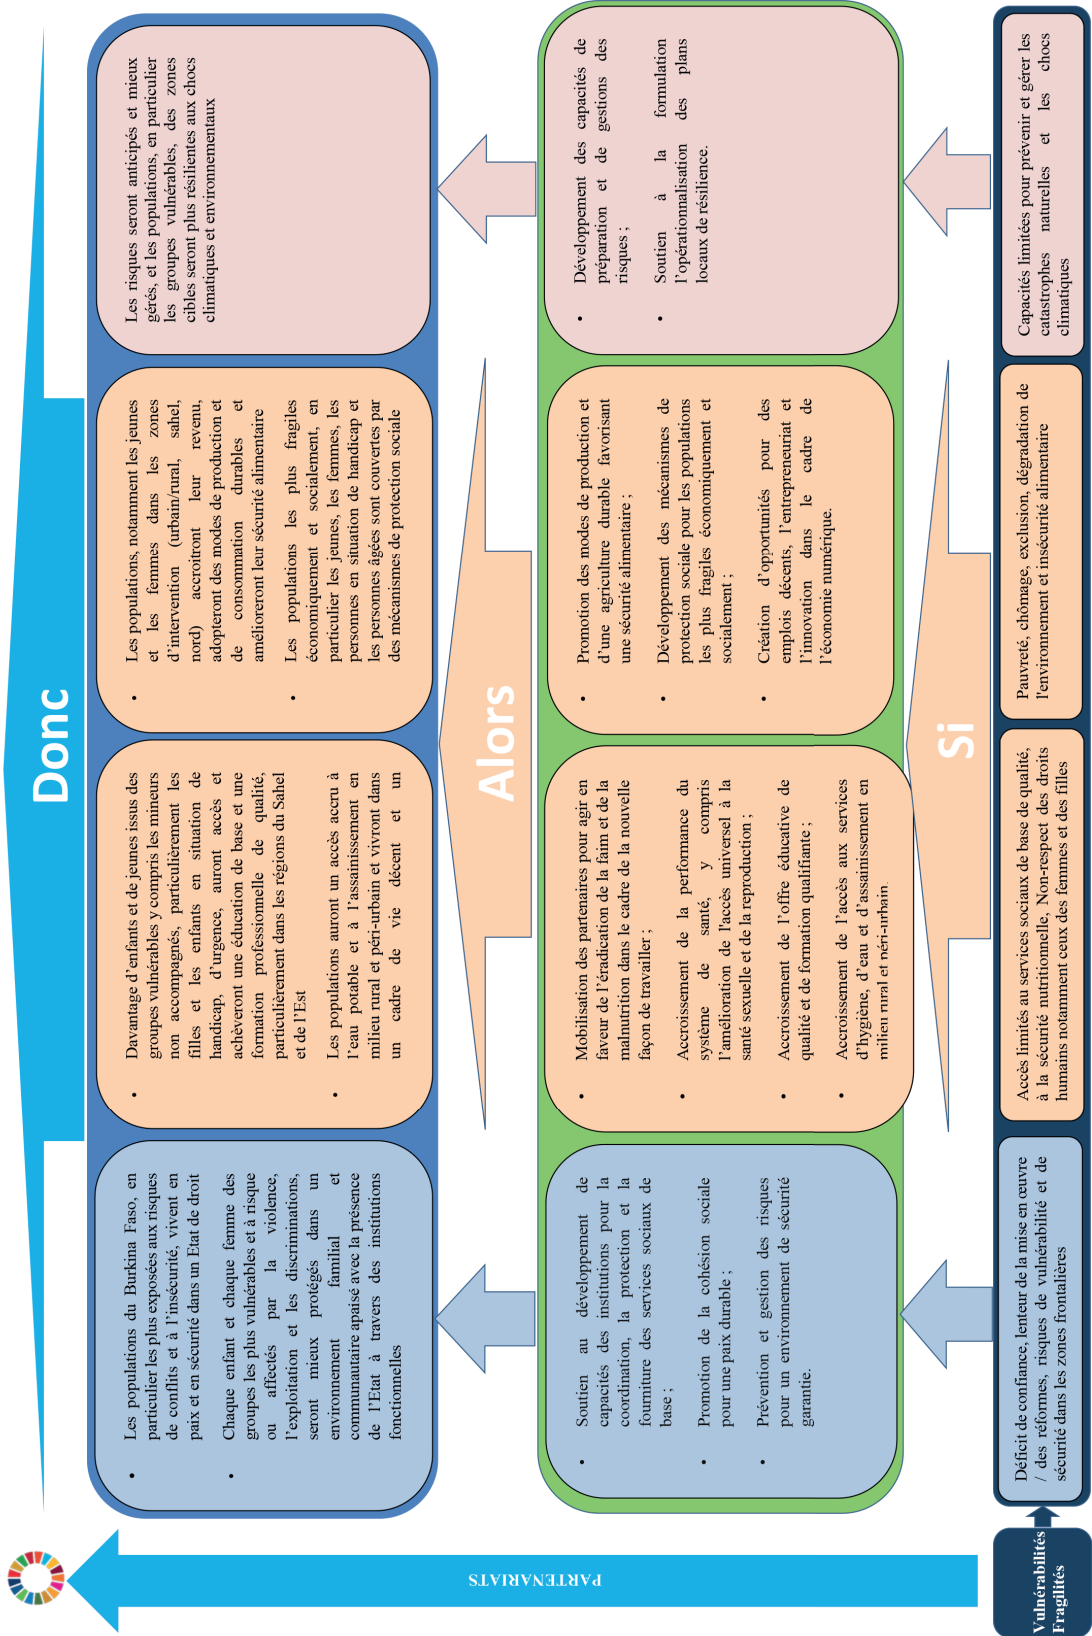 Donc
Les populations du Burkina Faso, en
particulier les plus exposées aux risques
de conflits et à l'insécurité, vivent en
paix et en sécurité dans un Etat de droit
Chaque enfant et chaque femme des
groupes les plus vulnérables et à risque
ou affectés par la violence,
l'exploitation et les discriminations,
seront mieux protégés dans un
environnement familial et
communautaire apaisé avec la présence
de l'Etat à travers des institutions
fonctionnelles
Davantage d'enfants et de jeunes issus des
groupes vulnérables y compris les mineurs
non accompagnés, particulièrement les
filles et les enfants en situation de
handicap, d'urgence, auront accès et
achèveront une éducation de base et une
formation professionnelle de qualité,
particulièrement dans les régions du Sahel
et de l'Est
Les populations auront un accès accru à
l'eau potable et à l'assainissement en
milieu rural et péri-urbain et vivront dans
un cadre de vie décent et un
Les populations, notamment les jeunes
et les femmes dans les zones
d'intervention (urbain/rural, sahel,
nord) accroitront leur revenu,
adopteront des modes de production et
de consommation durables et
amélioreront leur sécurité alimentaire
Les populations les plus fragiles
économiquement et socialement, en
particulier les jeunes, les femmes, les
personnes en situation de handicap et
les personnes âgées sont couvertes par
des mécanismes de protection sociale
Les risques seront anticipés et mieux
gérés, et les populations, en particulier
les groupes vulnérables, des zones
cibles seront plus résilientes aux chocs
climatiques et environnementaux
Alors
Soutien au développement de
capacités des institutions pour la
coordination, la protection et la
fourniture des services sociaux de
base ;
Promotion de la cohésion sociale
pour une paix durable ;
Prévention et gestion des risques
pour un environnement de sécurité
garantie.
Mobilisation des partenaires pour agir en
faveur de l'éradication de la faim et de la
malnutrition dans le cadre de la nouvelle
façon de travailler ;
Accroissement de la performance du
système de santé, y compris
l'amélioration de l'accès universel à la
santé sexuelle et de la reproduction ;
Accroissement de l'offre éducative de
qualité et de formation qualifiante ;
Accroissement de l'accès aux services
d'hygiène, d'eau et d'assainissement en
milieu rural et péri-urbain.
Promotion des modes de production et
d'une agriculture durable favorisant
une sécurité alimentaire ;
Développement des mécanismes de
protection sociale pour les populations
les plus fragiles économiquement et
socialement ;
Création d'opportunités pour des
emplois décents, l'entrepreneuriat et
l'innovation dans le cadre de
l'économie numérique.
Développement des capacités de
préparation et de gestions des
risques ;
Soutien à la formulation
l'opérationnalisation des plans
locaux de résilience.
Si
Vulnérabilités
Fragilités
Déficit de confiance, lenteur de la mise en œuvre
/ des réformes, risques de vulnérabilité et de
sécurité dans les zones frontalières
Accès limités au services sociaux de base de qualité,
à la sécurité nutritionnelle, Non-respect des droits
humains notamment ceux des femmes et des filles
Pauvreté, chômage, exclusion, dégradation de
l'environnement et insécurité alimentaire
Capacités limitées pour prévenir et gérer les
catastrophes naturelles et les chocs
climatiques
PARTENARIATS